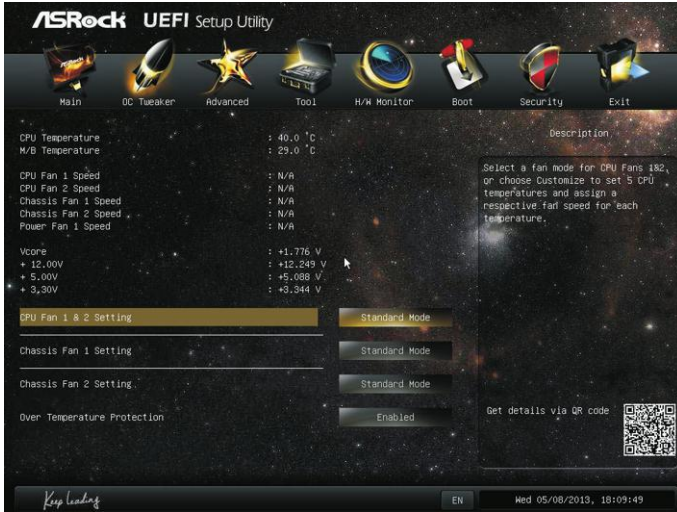 ASRock UEFI Setup Utility
Main OC Tweaker Advanced Tool H/W Monitor Boot Security Exit
CPU Temperature : 40.0 °C
M/B Temperature : 29.0 °C
CPU Fan 1 Speed : N/A
CPU Fan 2 Speed : N/A
Chassis Fan 1 Speed : N/A
Chassis Fan 2 Speed : N/A
Power Fan 1 Speed : N/A
Vcore : +1.776 V
+ 12.00V : +12.249 V
+ 5.00V : +5.088 V
+ 3.30V : +3.344 V
CPU Fan 1 & 2 Setting Standard Mode
Chassis Fan 1 Setting Standard Mode
Chassis Fan 2 Setting Standard Mode
Over Temperature Protection Enabled
Description
Select a fan mode for CPU Fans 1&2,
or choose Customize to set 5 CPU
temperatures and assign a
respective fan speed for each
temperature.
Get details via QR code
Keep Leading
EN
Wed 05/08/2013, 18:09:49